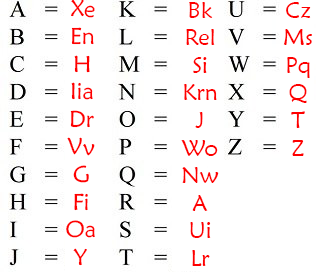 A = Xe K = Bk U = Cz
B = En L = Rel V = Ms
C = H M = Si W = Pq
D = Iia N = Krn X = Q
E = Dr O = J Y = T
F = Vv P = Wo Z = Z
G = G Q = Nw
H = Fi R = A
I = Oa S = Ui
J = Y T = Lr